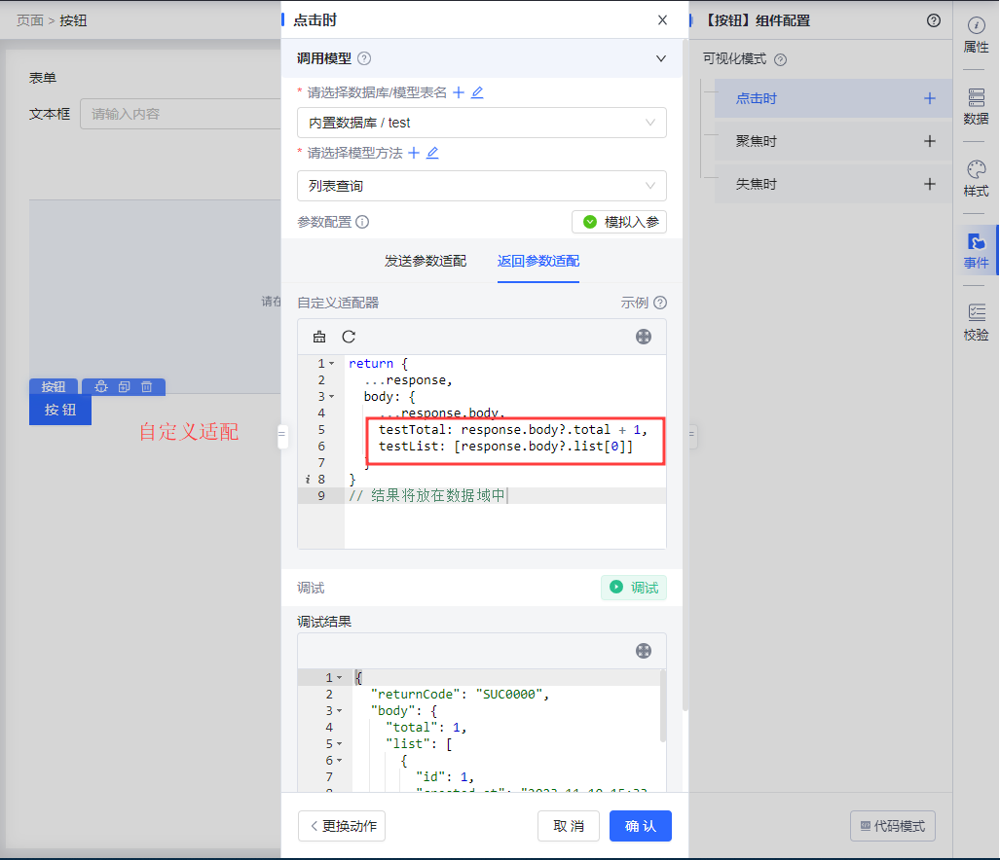 页面 > 按钮
表单
文本框
请输入内容
请在
按钮
按 钮
自定义适配
点击时
调用模型
* 请选择数据库/模型表名
内置数据库 / test
* 请选择模型方法
列表查询
参数配置
模拟入参
发送参数适配
返回参数适配
自定义适配器
示例
1 return {
2 ...response,
3 body: {
4 ...response.body,
5 testTotal: response.body?.total + 1,
6 testList: [response.body?.list[0]]
7 }
i 8 }
9 // 结果将放在数据域中
调试
调试
调试结果
1 {
2 "returnCode": "SUC0000",
3 "body": {
4 "total": 1,
5 "list": [
6 {
7 "id": 1,
更换动作
取 消
确 认
【按钮】组件配置
可视化模式
点击时
聚焦时
失焦时
代码模式
属性
数据
样式
事件
校验